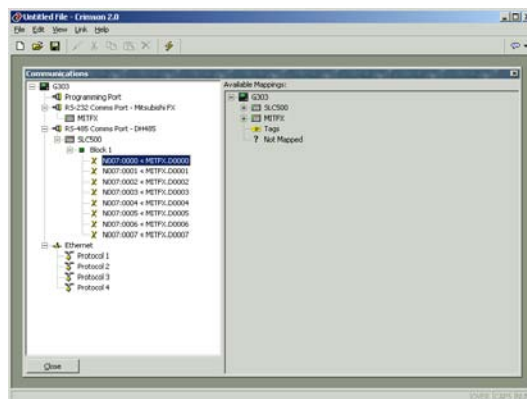 Untitled File - Crimson 2.0
File Edit View Link Help
Communications
G303
Programming Port
RS-232 Comms Port - Mitsubishi FX
MITFX
RS-485 Comms Port - DH485
SLC500
Block 1
N007:0000 < MITFX.D0000
N007:0001 < MITFX.D0001
N007:0002 < MITFX.D0002
N007:0003 < MITFX.D0003
N007:0004 < MITFX.D0004
N007:0005 < MITFX.D0005
N007:0006 < MITFX.D0006
N007:0007 < MITFX.D0007
Ethernet
Protocol 1
Protocol 2
Protocol 3
Protocol 4
Close
Available Mappings:
G303
SLC500
MITFX
Tags
Not Mapped